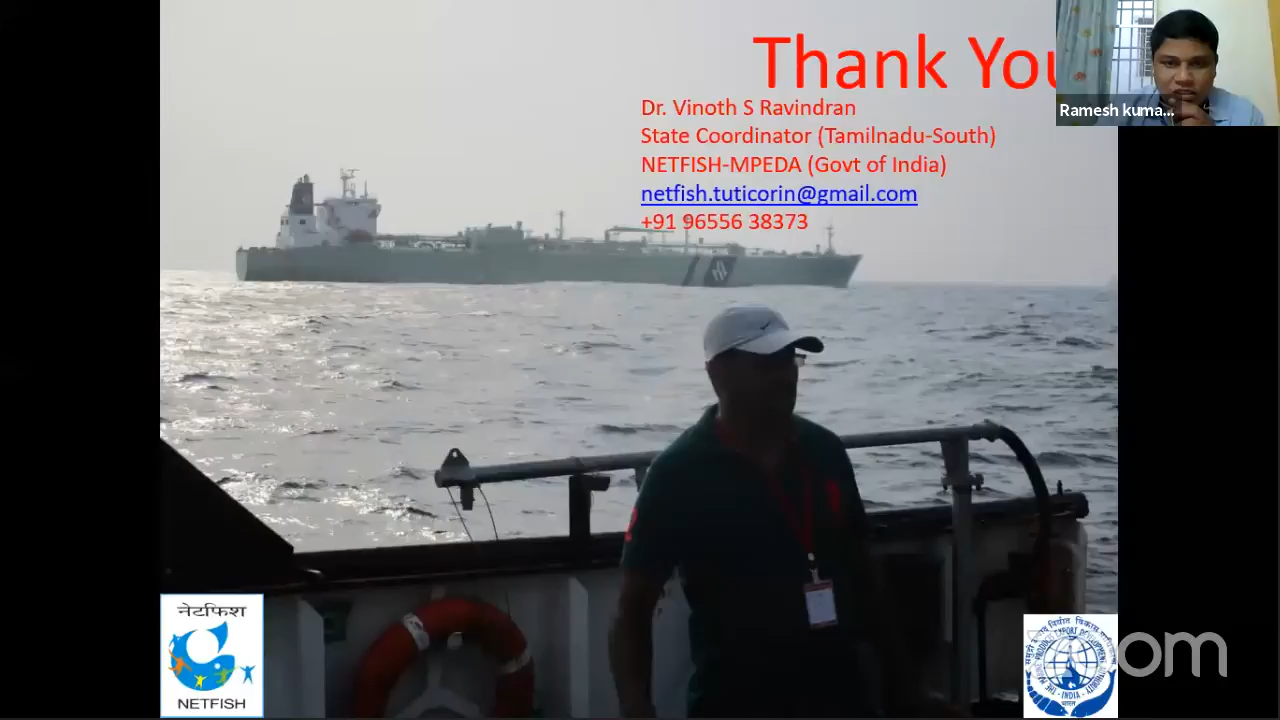 Thank You
Dr. Vinoth S Ravindran
State Coordinator (Tamilnadu-South)
NETFISH-MPEDA (Govt of India)
netfish.tuticorin@gmail.com
+91 96556 38373
Ramesh kuma...
नेटफिश
NETFISH
INDIA
om